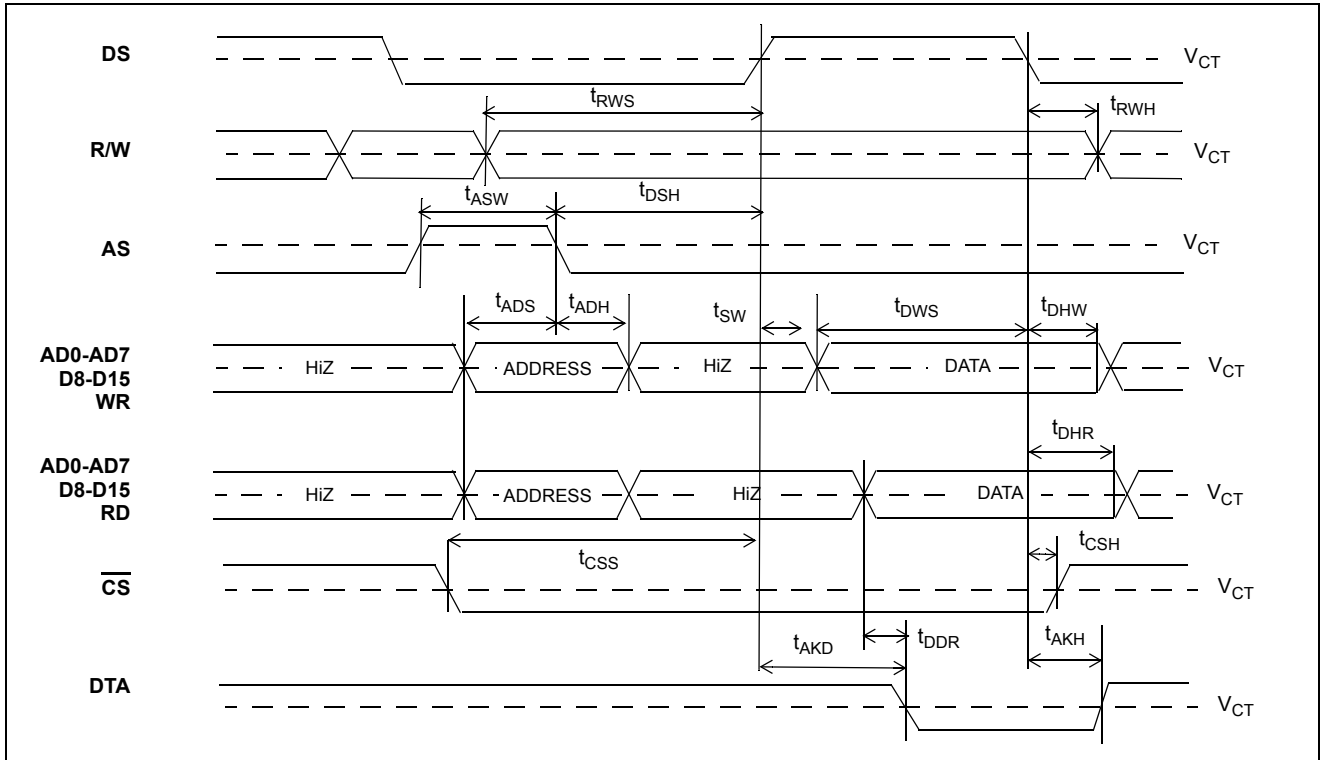 DS
V_CT
t_RWS
t_RWH
R/W
V_CT
t_ASW
t_DSH
AS
V_CT
t_ADS
t_ADH
t_SW
t_DWS
t_DHW
AD0-AD7
D8-D15
WR
HiZ
ADDRESS
HiZ
DATA
V_CT
t_DHR
AD0-AD7
D8-D15
RD
HiZ
ADDRESS
HiZ
DATA
V_CT
t_CSS
t_CSH
CS
V_CT
t_AKD
t_DDR
t_AKH
DTA
V_CT